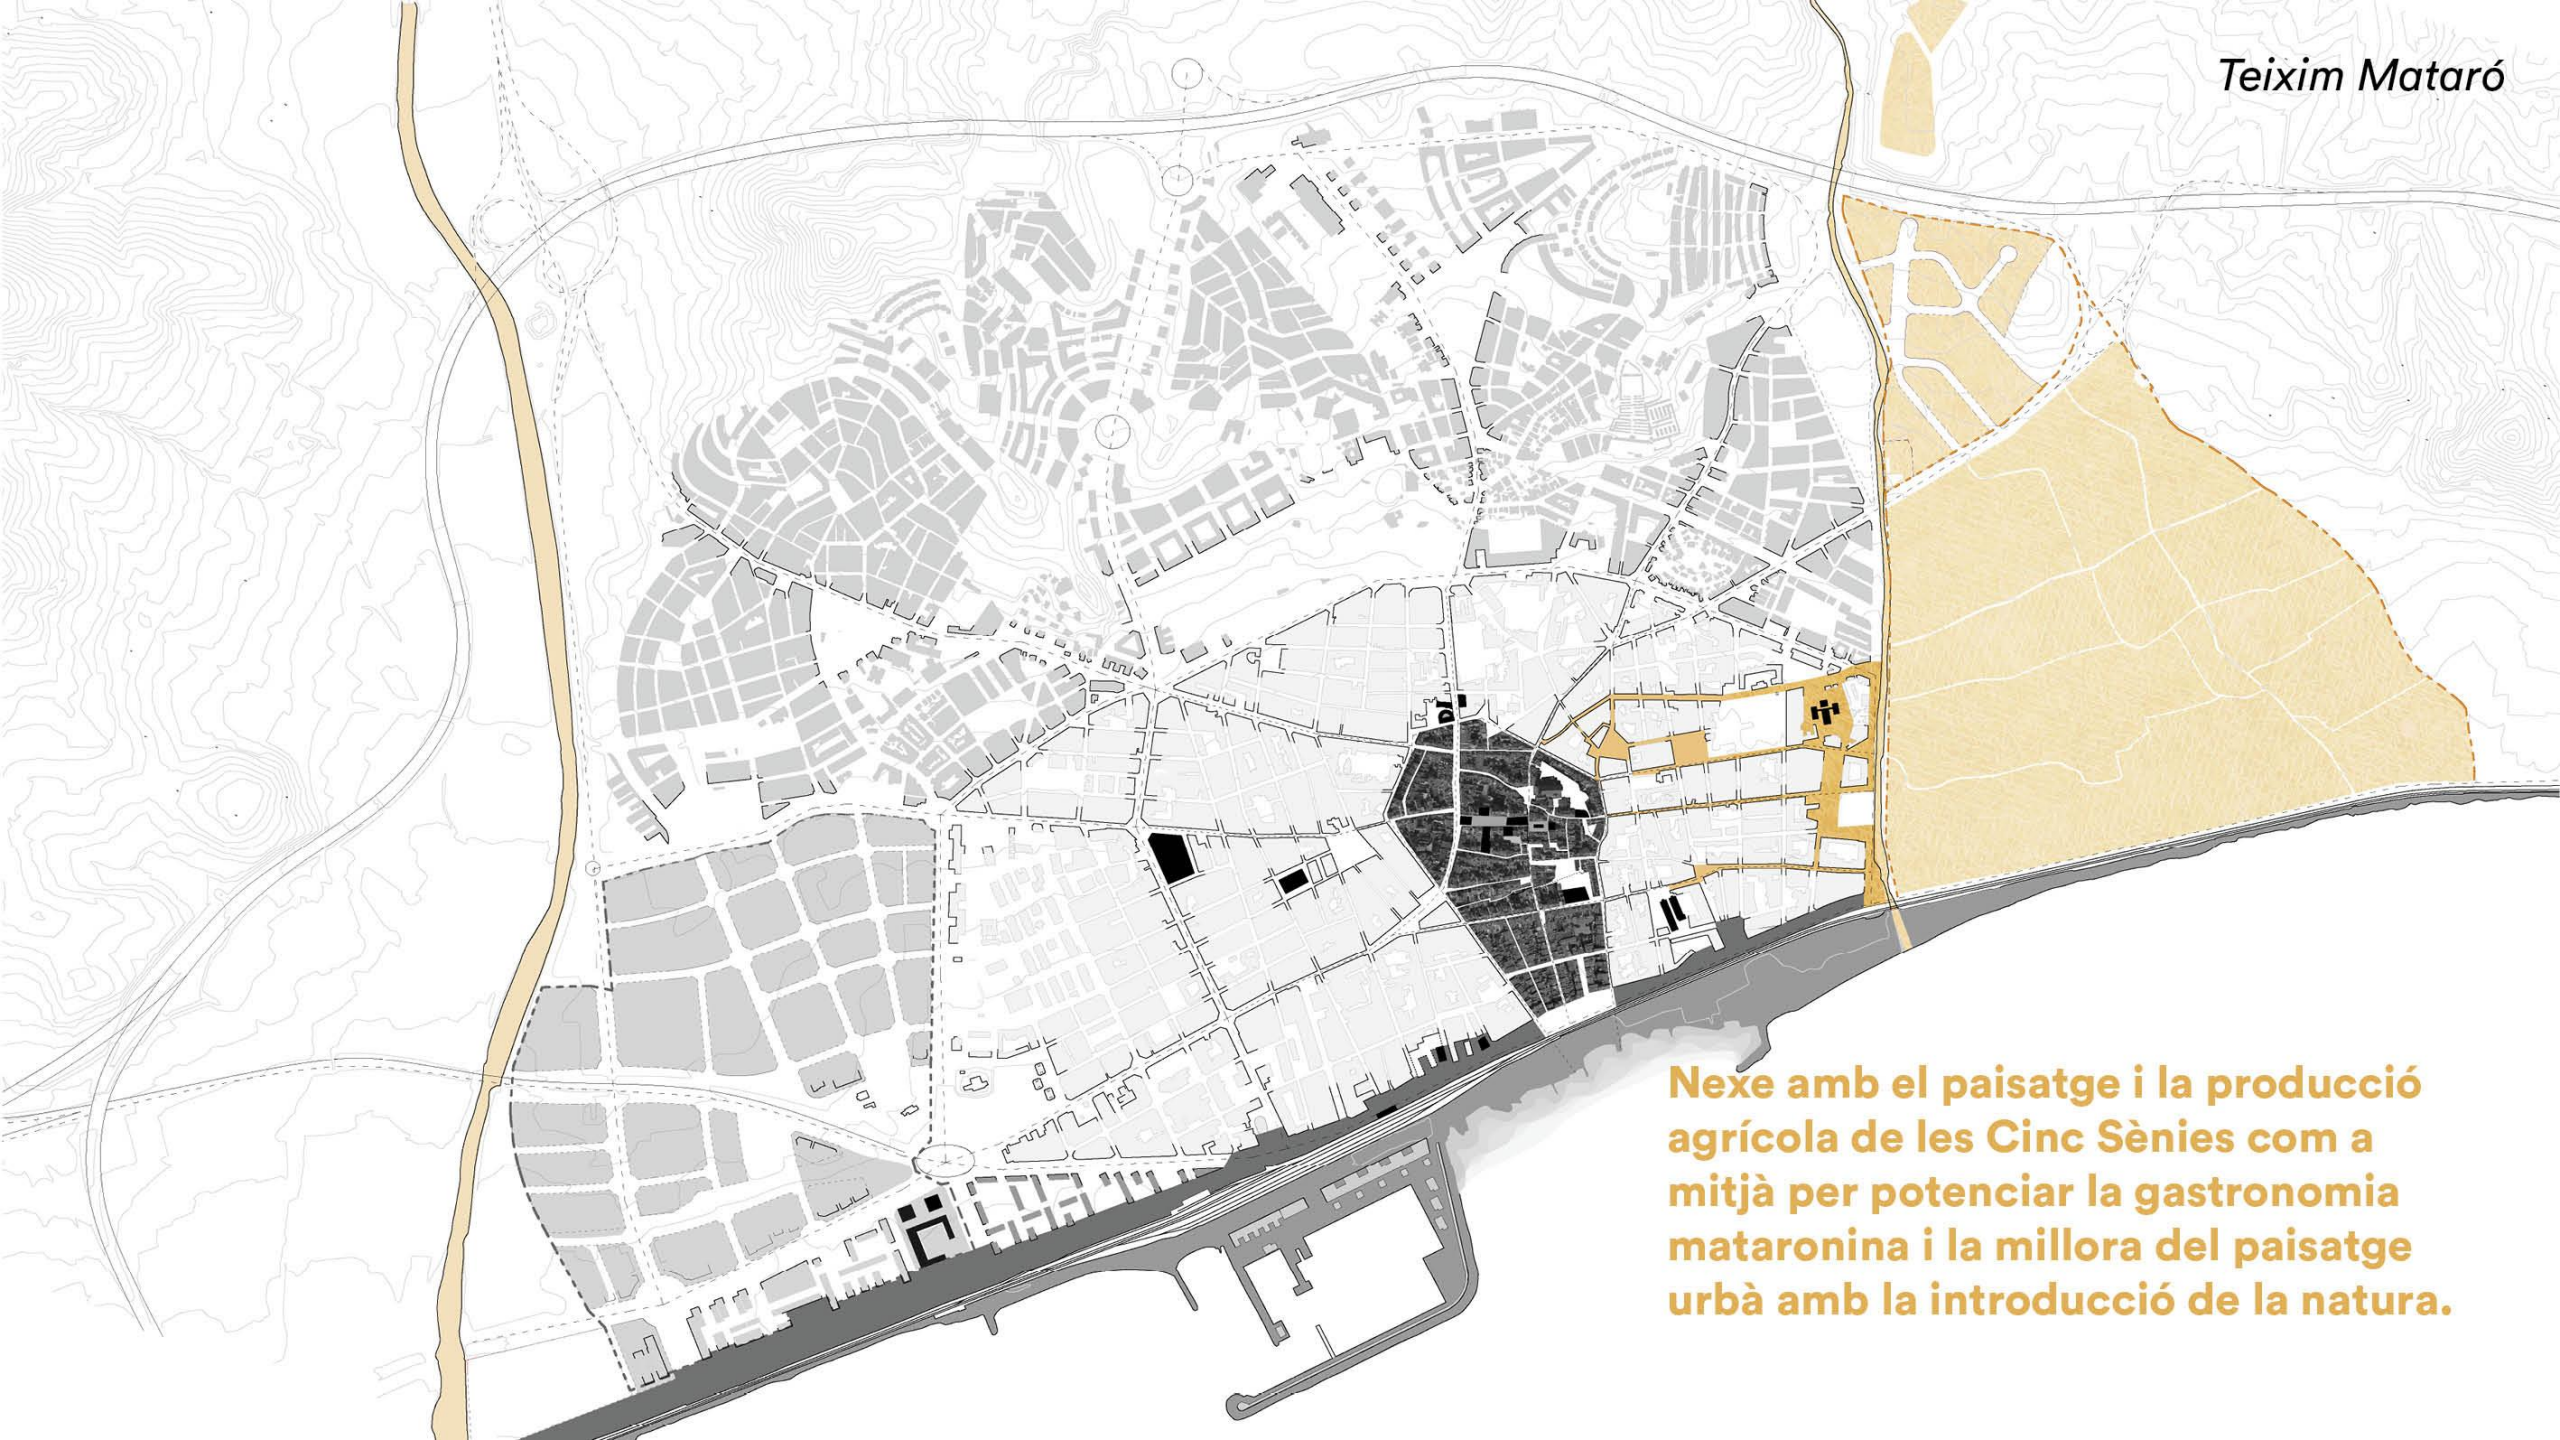 Teixim Mataró
Nexe amb el paisatge i la producció
agrícola de les Cinc Sènies com a
mitjà per potenciar la gastronomia
mataronina i la millora del paisatge
urbà amb la introducció de la natura.